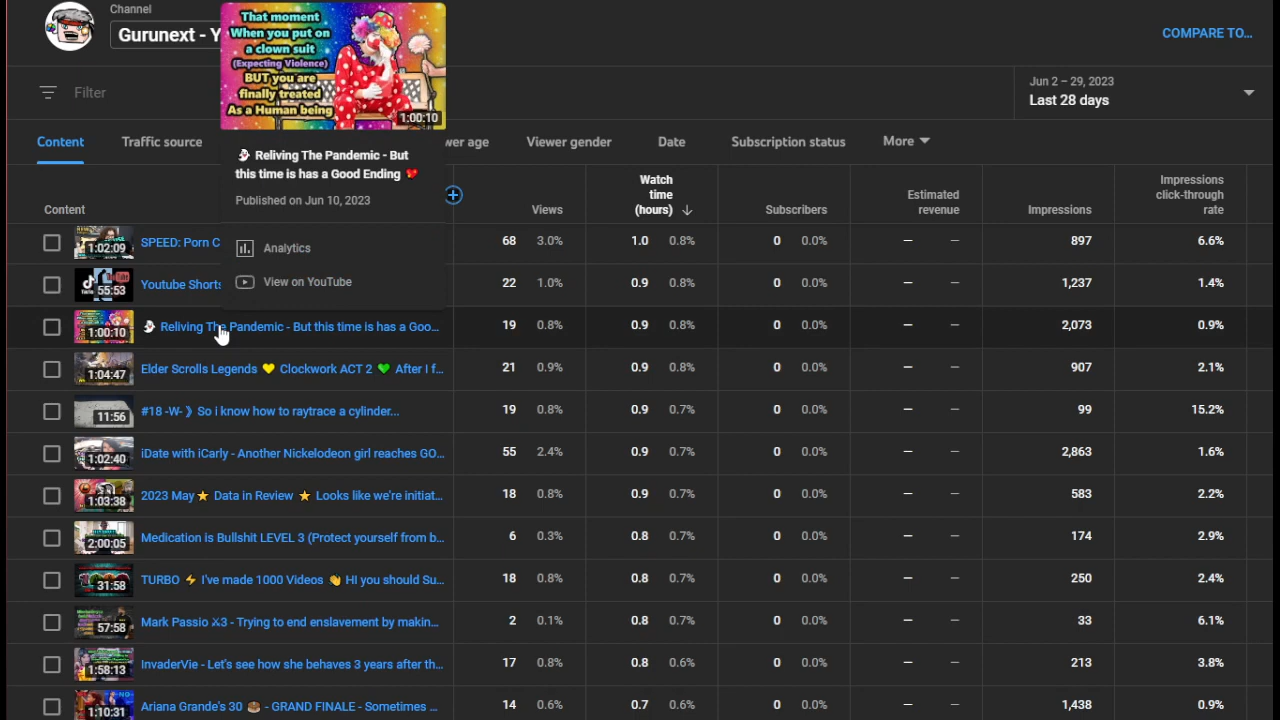 Channel
Gurunext - Y
COMPARE TO...
That moment
When you put on
a clown suit
(Expecting Violence)
BUT you are
finally treated
As a Human being
1:00:10
Filter
Jun 2 – 29, 2023
Last 28 days
Content
Traffic source
wer age
Viewer gender
Date
Subscription status
More
👻 Reliving The Pandemic - But
this time is has a Good Ending 💖
Published on Jun 10, 2023
Analytics
View on YouTube
Content
Views
Watch
time
(hours)
Subscribers
Estimated
revenue
Impressions
Impressions
click-through
rate
1:02:09 SPEED: Porn C 68 3.0% 1.0 0.8% 0 0.0% — — 897 6.6%
55:53 Youtube Shorts 22 1.0% 0.9 0.8% 0 0.0% — — 1,237 1.4%
1:00:10 👻 Reliving The Pandemic - But this time is has a Goo... 19 0.8% 0.9 0.8% 0 0.0% — — 2,073 0.9%
1:04:47 Elder Scrolls Legends 💛 Clockwork ACT 2 💚 After I f... 21 0.9% 0.9 0.8% 0 0.0% — — 907 2.1%
11:56 #18 -W- 》 So i know how to raytrace a cylinder... 19 0.8% 0.9 0.7% 0 0.0% — — 99 15.2%
1:02:40 iDate with iCarly - Another Nickelodeon girl reaches GO... 55 2.4% 0.9 0.7% 0 0.0% — — 2,863 1.6%
1:03:38 2023 May⭐ Data in Review ⭐ Looks like we're initiat... 18 0.8% 0.9 0.7% 0 0.0% — — 583 2.2%
2:00:05 Medication is Bullshit LEVEL 3 (Protect yourself from b... 6 0.3% 0.8 0.7% 0 0.0% — — 174 2.9%
31:58 TURBO ⚡ I've made 1000 Videos 👋 HI you should Su... 18 0.8% 0.8 0.7% 0 0.0% — — 250 2.4%
57:58 Mark Passio ⚔3 - Trying to end enslavement by makin... 2 0.1% 0.8 0.7% 0 0.0% — — 33 6.1%
1:58:13 InvaderVie - Let's see how she behaves 3 years after th... 17 0.8% 0.8 0.6% 0 0.0% — — 213 3.8%
1:10:31 Ariana Grande's 30 🎂 - GRAND FINALE - Sometimes ... 14 0.6% 0.7 0.6% 0 0.0% — — 1,438 0.9%